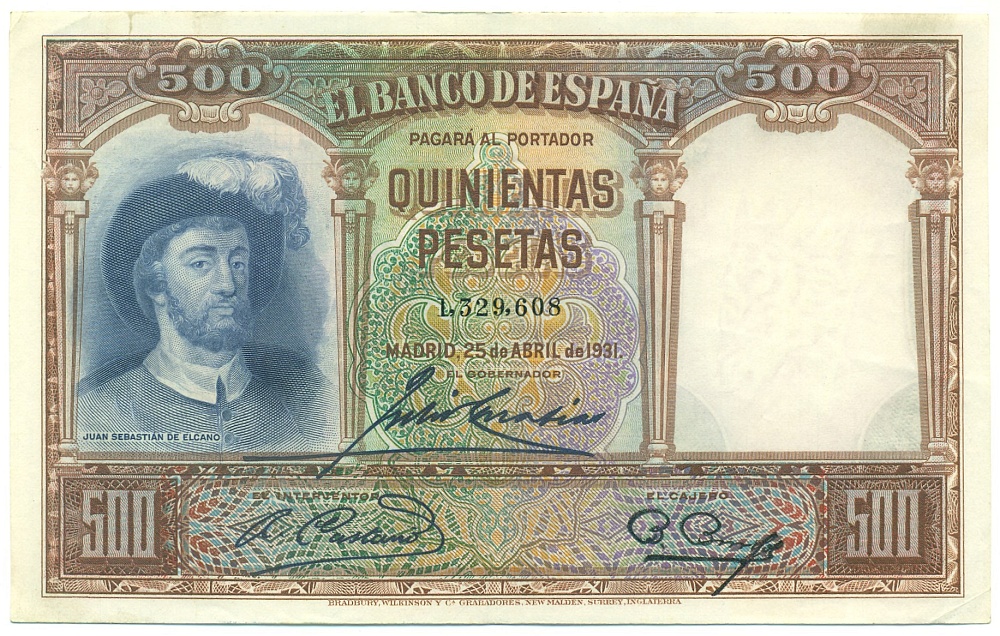 500
EL BANCO DE ESPAÑA
500
PAGARÁ AL PORTADOR
QUINIENTAS
PESETAS
1,329,608
MADRID, 25 de ABRIL de 1931.
EL GOBERNADOR
JUAN SEBASTIÁN DE ELCANO
500
EL INTERVENTOR
EL CAJERO
500
BRADBURY, WILKINSON Y Cª GRABADORES, NEW MALDEN, SURREY, INGLATERRA